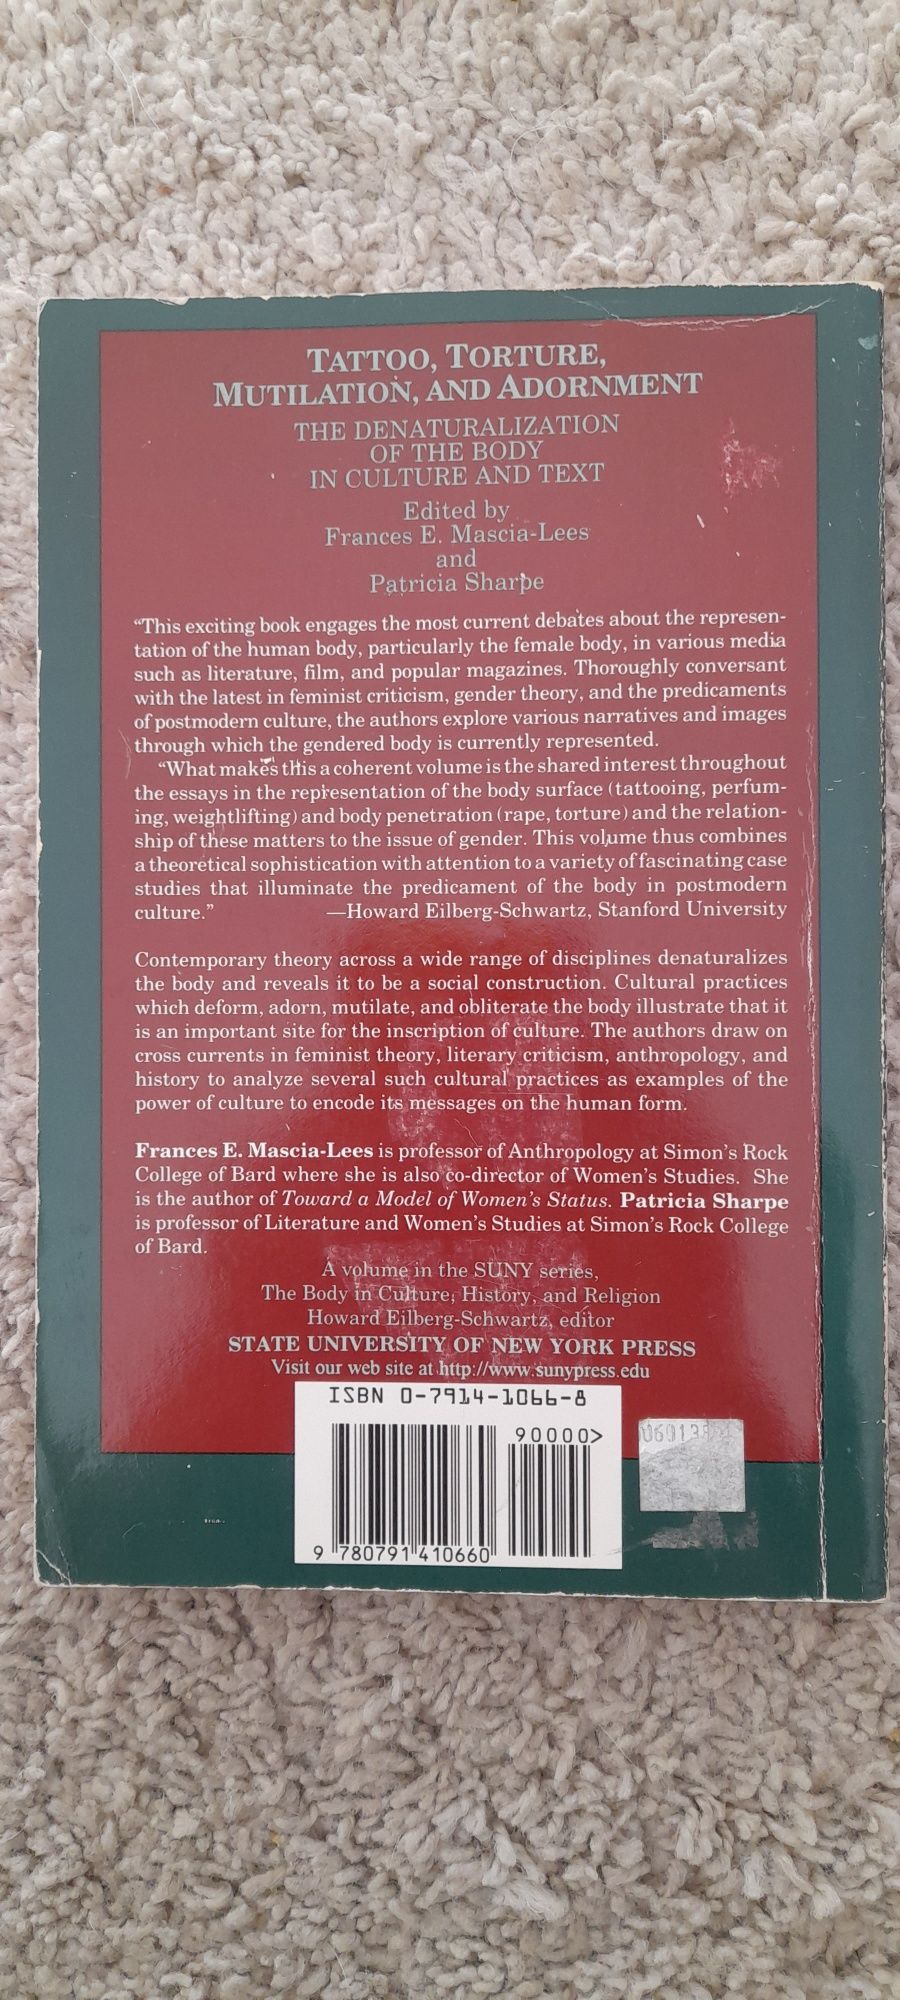 TATTOO, TORTURE,
MUTILATION, AND ADORNMENT
THE DENATURALIZATION
OF THE BODY
IN CULTURE AND TEXT
Edited by
Frances E. Mascia-Lees
and
Patricia Sharpe
“This exciting book engages the most current debates about the represen-
tation of the human body, particularly the female body, in various media
such as literature, film, and popular magazines. Thoroughly conversant
with the latest in feminist criticism, gender theory, and the predicaments
of postmodern culture, the authors explore various narratives and images
through which the gendered body is currently represented.
“What makes this a coherent volume is the shared interest throughout
the essays in the representation of the body surface (tattooing, perfum-
ing, weightlifting) and body penetration (rape, torture) and the relation-
ship of these matters to the issue of gender. This volume thus combines
a theoretical sophistication with attention to a variety of fascinating case
studies that illuminate the predicament of the body in postmodern
culture.” —Howard Eilberg-Schwartz, Stanford University
Contemporary theory across a wide range of disciplines denaturalizes
the body and reveals it to be a social construction. Cultural practices
which deform, adorn, mutilate, and obliterate the body illustrate that it
is an important site for the inscription of culture. The authors draw on
cross currents in feminist theory, literary criticism, anthropology, and
history to analyze several such cultural practices as examples of the
power of culture to encode its messages on the human form.
Frances E. Mascia-Lees is professor of Anthropology at Simon’s Rock
College of Bard where she is also co-director of Women’s Studies. She
is the author of Toward a Model of Women’s Status. Patricia Sharpe
is professor of Literature and Women’s Studies at Simon’s Rock College
of Bard.
A volume in the SUNY series,
The Body in Culture, History, and Religion
Howard Eilberg-Schwartz, editor
STATE UNIVERSITY OF NEW YORK PRESS
Visit our web site at http://www.sunypress.edu
ISBN 0-7914-1066-8
90000>
9 780791 410660